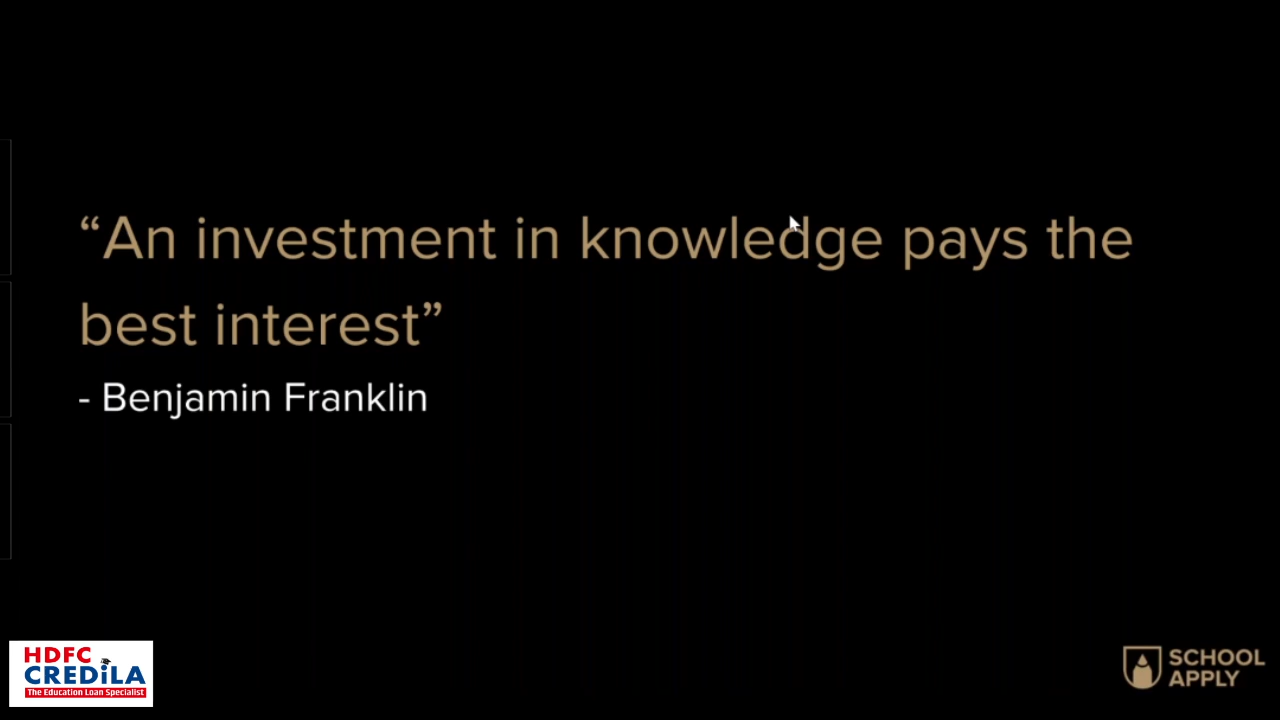 “An investment in knowledge pays the
best interest”
- Benjamin Franklin
HDFC
CREDiLA
The Education Loan Specialist
SCHOOL
APPLY